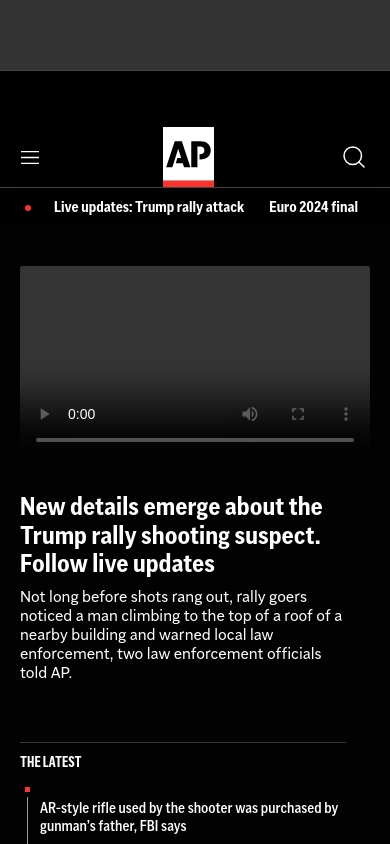 AP
Live updates: Trump rally attack Euro 2024 final
0:00
New details emerge about the
Trump rally shooting suspect.
Follow live updates
Not long before shots rang out, rally goers
noticed a man climbing to the top of a roof of a
nearby building and warned local law
enforcement, two law enforcement officials
told AP.
THE LATEST
AR-style rifle used by the shooter was purchased by
gunman’s father, FBI says